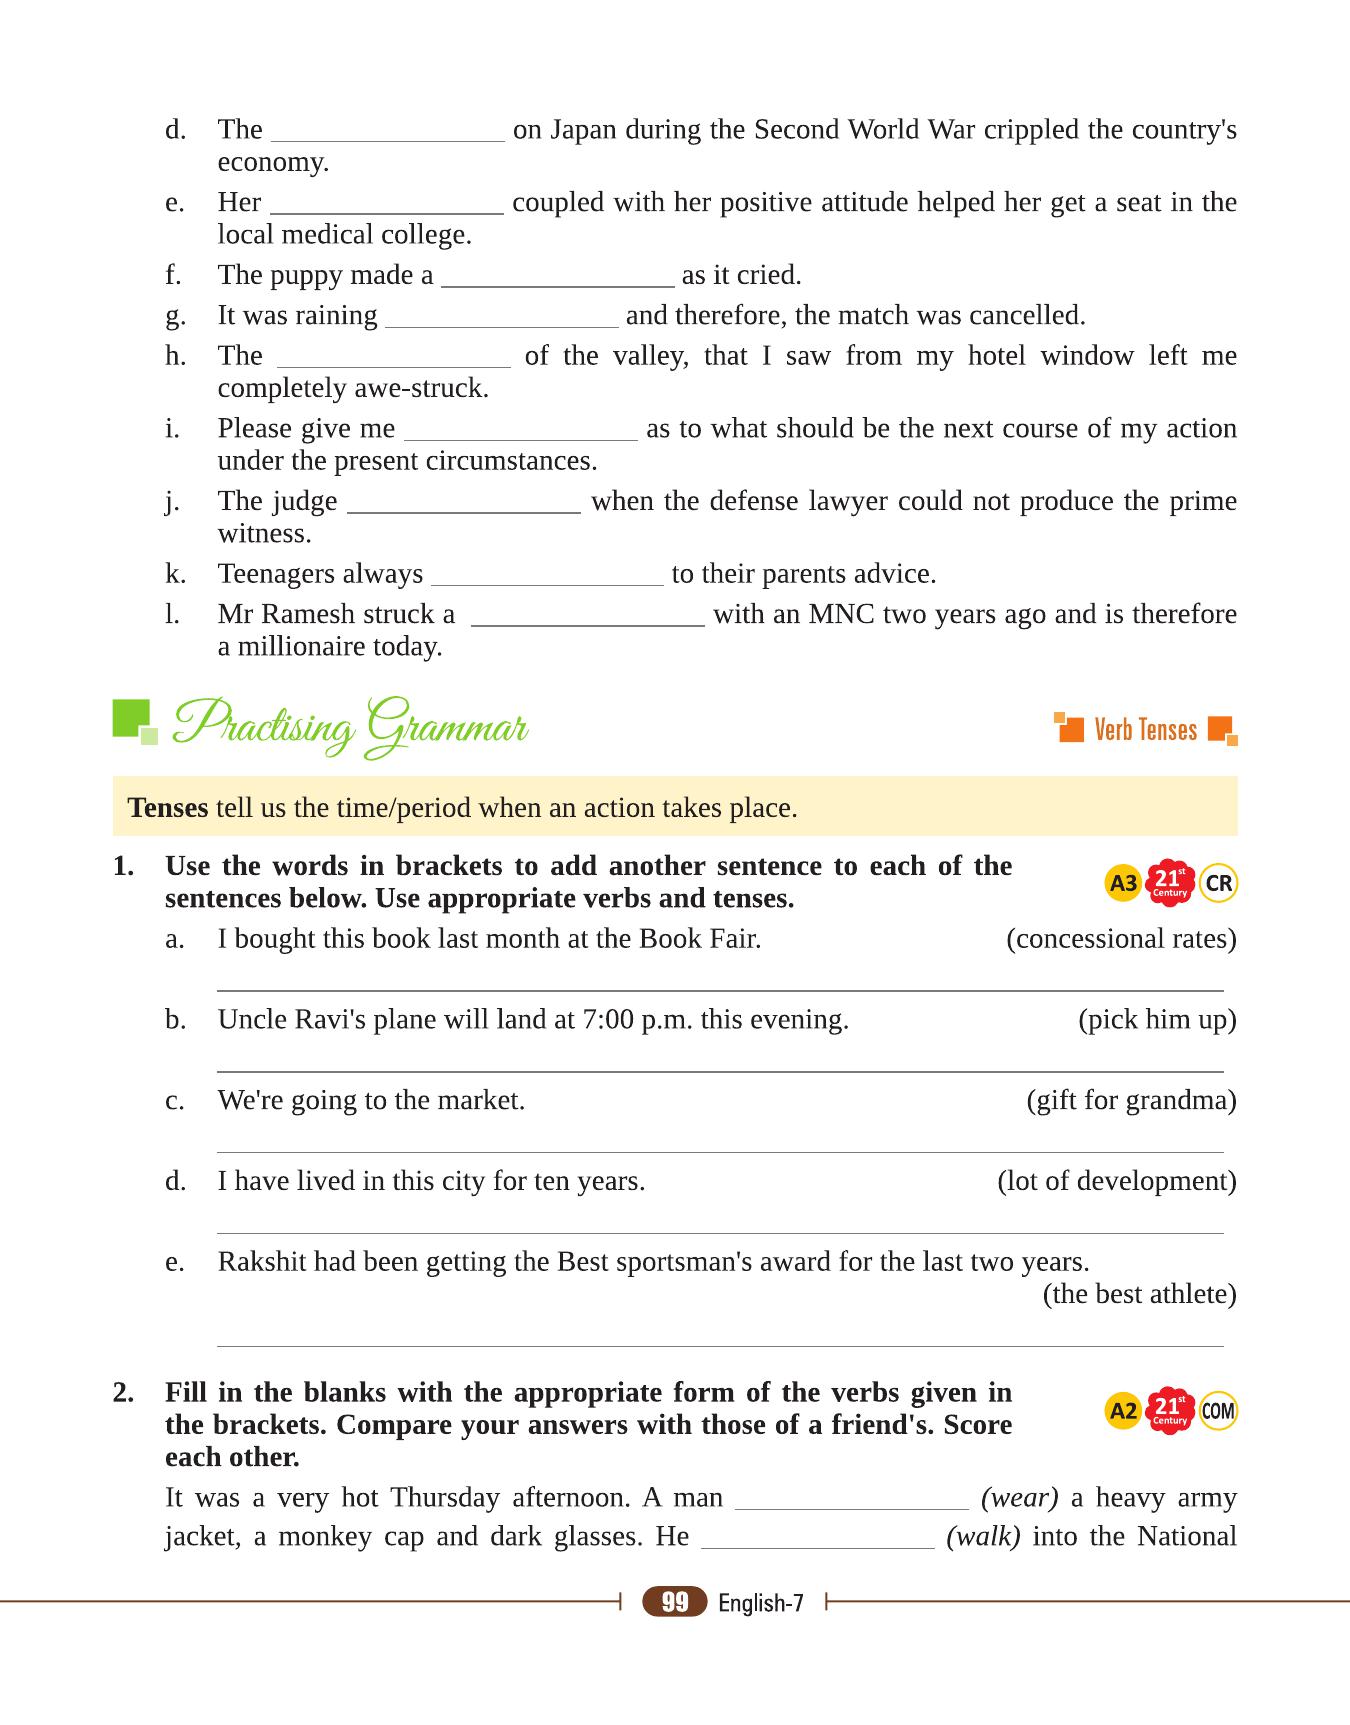 d. The ________________ on Japan during the Second World War crippled the country's
economy.
e. Her ________________ coupled with her positive attitude helped her get a seat in the
local medical college.
f. The puppy made a ________________ as it cried.
g. It was raining ________________ and therefore, the match was cancelled.
h. The ________________ of the valley, that I saw from my hotel window left me
completely awe-struck.
i. Please give me ________________ as to what should be the next course of my action
under the present circumstances.
j. The judge ________________ when the defense lawyer could not produce the prime
witness.
k. Teenagers always ________________ to their parents advice.
l. Mr Ramesh struck a ________________ with an MNC two years ago and is therefore
a millionaire today.
Practising Grammar Verb Tenses
Tenses tell us the time/period when an action takes place.
1. Use the words in brackets to add another sentence to each of the A3 21st Century CR
sentences below. Use appropriate verbs and tenses.
a. I bought this book last month at the Book Fair. (concessional rates)
b. Uncle Ravi's plane will land at 7:00 p.m. this evening. (pick him up)
c. We're going to the market. (gift for grandma)
d. I have lived in this city for ten years. (lot of development)
e. Rakshit had been getting the Best sportsman's award for the last two years.
(the best athlete)
2. Fill in the blanks with the appropriate form of the verbs given in A2 21st Century COM
the brackets. Compare your answers with those of a friend's. Score
each other.
It was a very hot Thursday afternoon. A man ________________ (wear) a heavy army
jacket, a monkey cap and dark glasses. He ________________ (walk) into the National
99 English-7